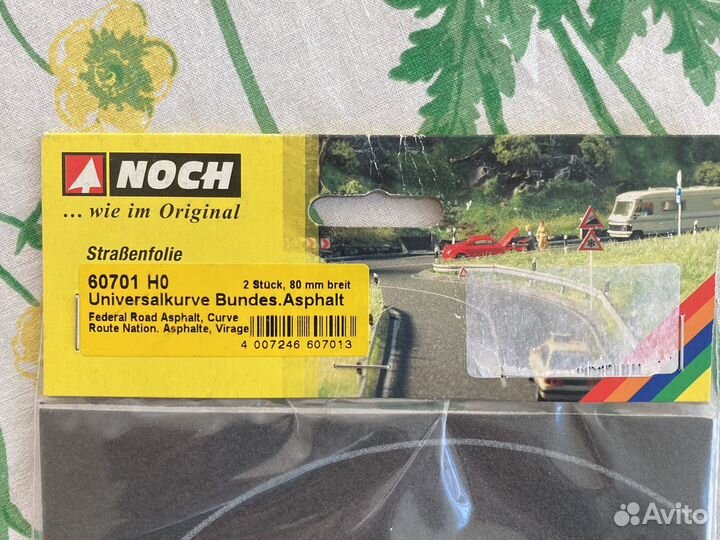 NOCH
... wie im Original
Straßenfolie
60701 H0 2 Stück, 80 mm breit
Universalkurve Bundes.Asphalt
Federal Road Asphalt, Curve
Route Nation. Asphalte, Virage
4 007246 607013
Avito